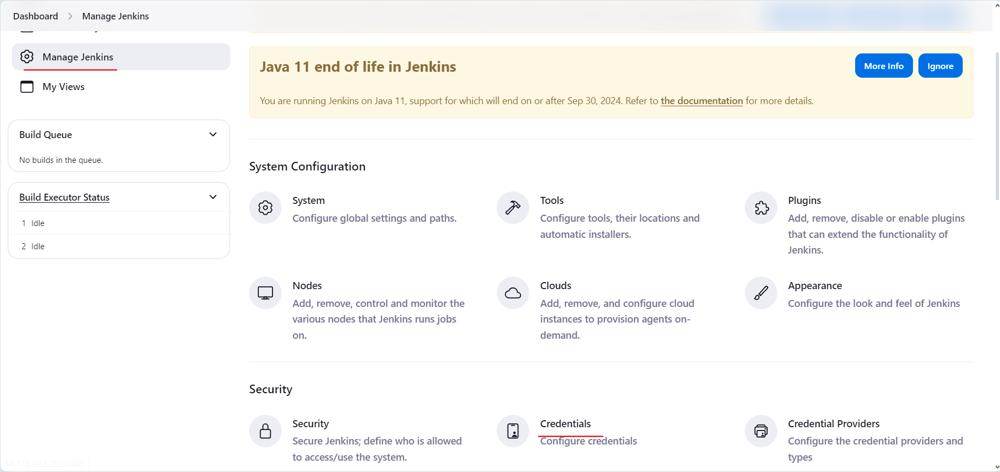 Dashboard > Manage Jenkins
Manage Jenkins
My Views
Build Queue
No builds in the queue.
Build Executor Status
1 Idle
2 Idle
Java 11 end of life in Jenkins
More Info
Ignore
You are running Jenkins on Java 11, support for which will end on or after Sep 30, 2024. Refer to the documentation for more details.
System Configuration
System
Configure global settings and paths.
Tools
Configure tools, their locations and
automatic installers.
Plugins
Add, remove, disable or enable plugins
that can extend the functionality of
Jenkins.
Nodes
Add, remove, control and monitor the
various nodes that Jenkins runs jobs
on.
Clouds
Add, remove, and configure cloud
instances to provision agents on-
demand.
Appearance
Configure the look and feel of Jenkins
Security
Security
Secure Jenkins; define who is allowed
to access/use the system.
Credentials
Configure credentials
Credential Providers
Configure the credential providers and
types
54.175.192.252:8080